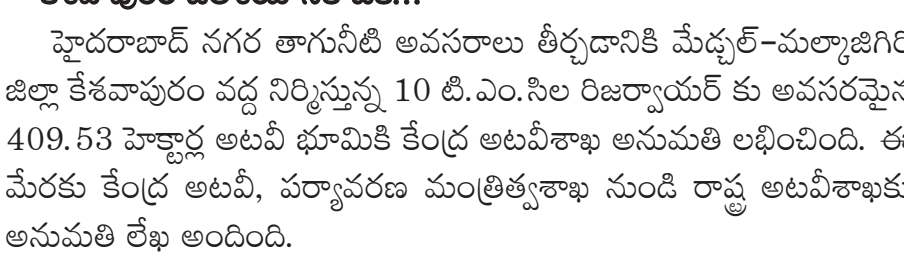 హైదరాబాద్ నగర తాగునీటి అవసరాలు తీర్చడానికి మేడ్చల్-మల్కాజిగిరి
జిల్లా కేశవాపురం వద్ద నిర్మిస్తున్న 10 టి.ఎం.సిల రిజర్వాయర్ కు అవసరమైన
409.53 హెక్టార్ల అటవీ భూమికి కేంద్ర అటవీశాఖ అనుమతి లభించింది. ఈ
మేరకు కేంద్ర అటవీ, పర్యావరణ మంత్రిత్వశాఖ నుండి రాష్ట్ర అటవీశాఖకు
అనుమతి లేఖ అందింది.